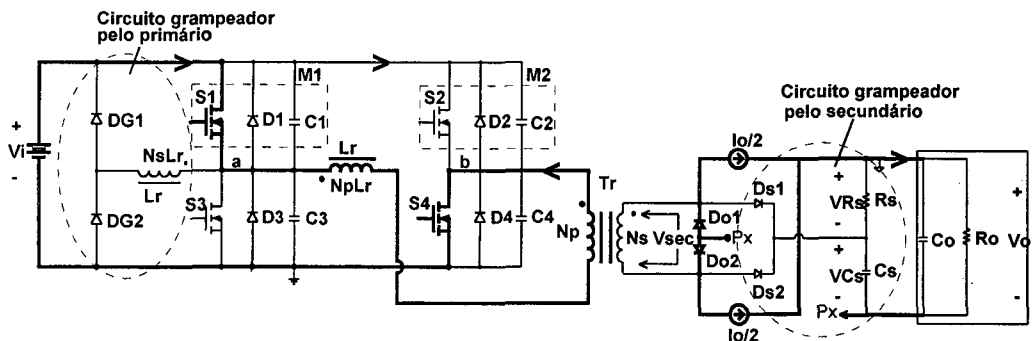 Circuito grampeador
pelo primário
M1
M2
S1
S2
Circuito grampeador
pelo secundário
+
Vi
-
DG1
D1
C1
D2
C2
Io/2
NsLr
a
Lr
b
Lr
NpLr
Tr
Ds1
+
VRs
Rs
-
DG2
S3
D3
C3
S4
D4
C4
Np
Ns
Vsec
Do1
Px
Do2
Ds2
+
VCs
Cs
-
Co
Ro
+
Vo
-
Px
Io/2